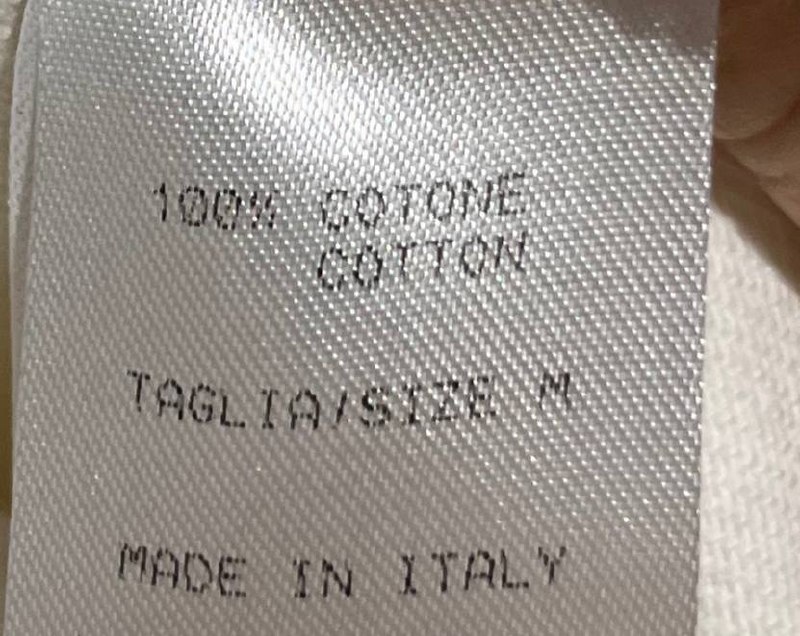 100% COTONE
COTTON
TAGLIA/SIZE M
MADE IN ITALY